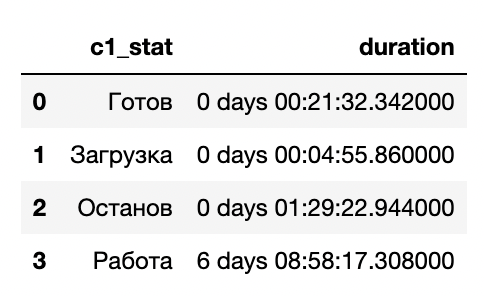 c1_stat duration
0 Готов 0 days 00:21:32.342000
1 Загрузка 0 days 00:04:55.860000
2 Останов 0 days 01:29:22.944000
3 Работа 6 days 08:58:17.308000